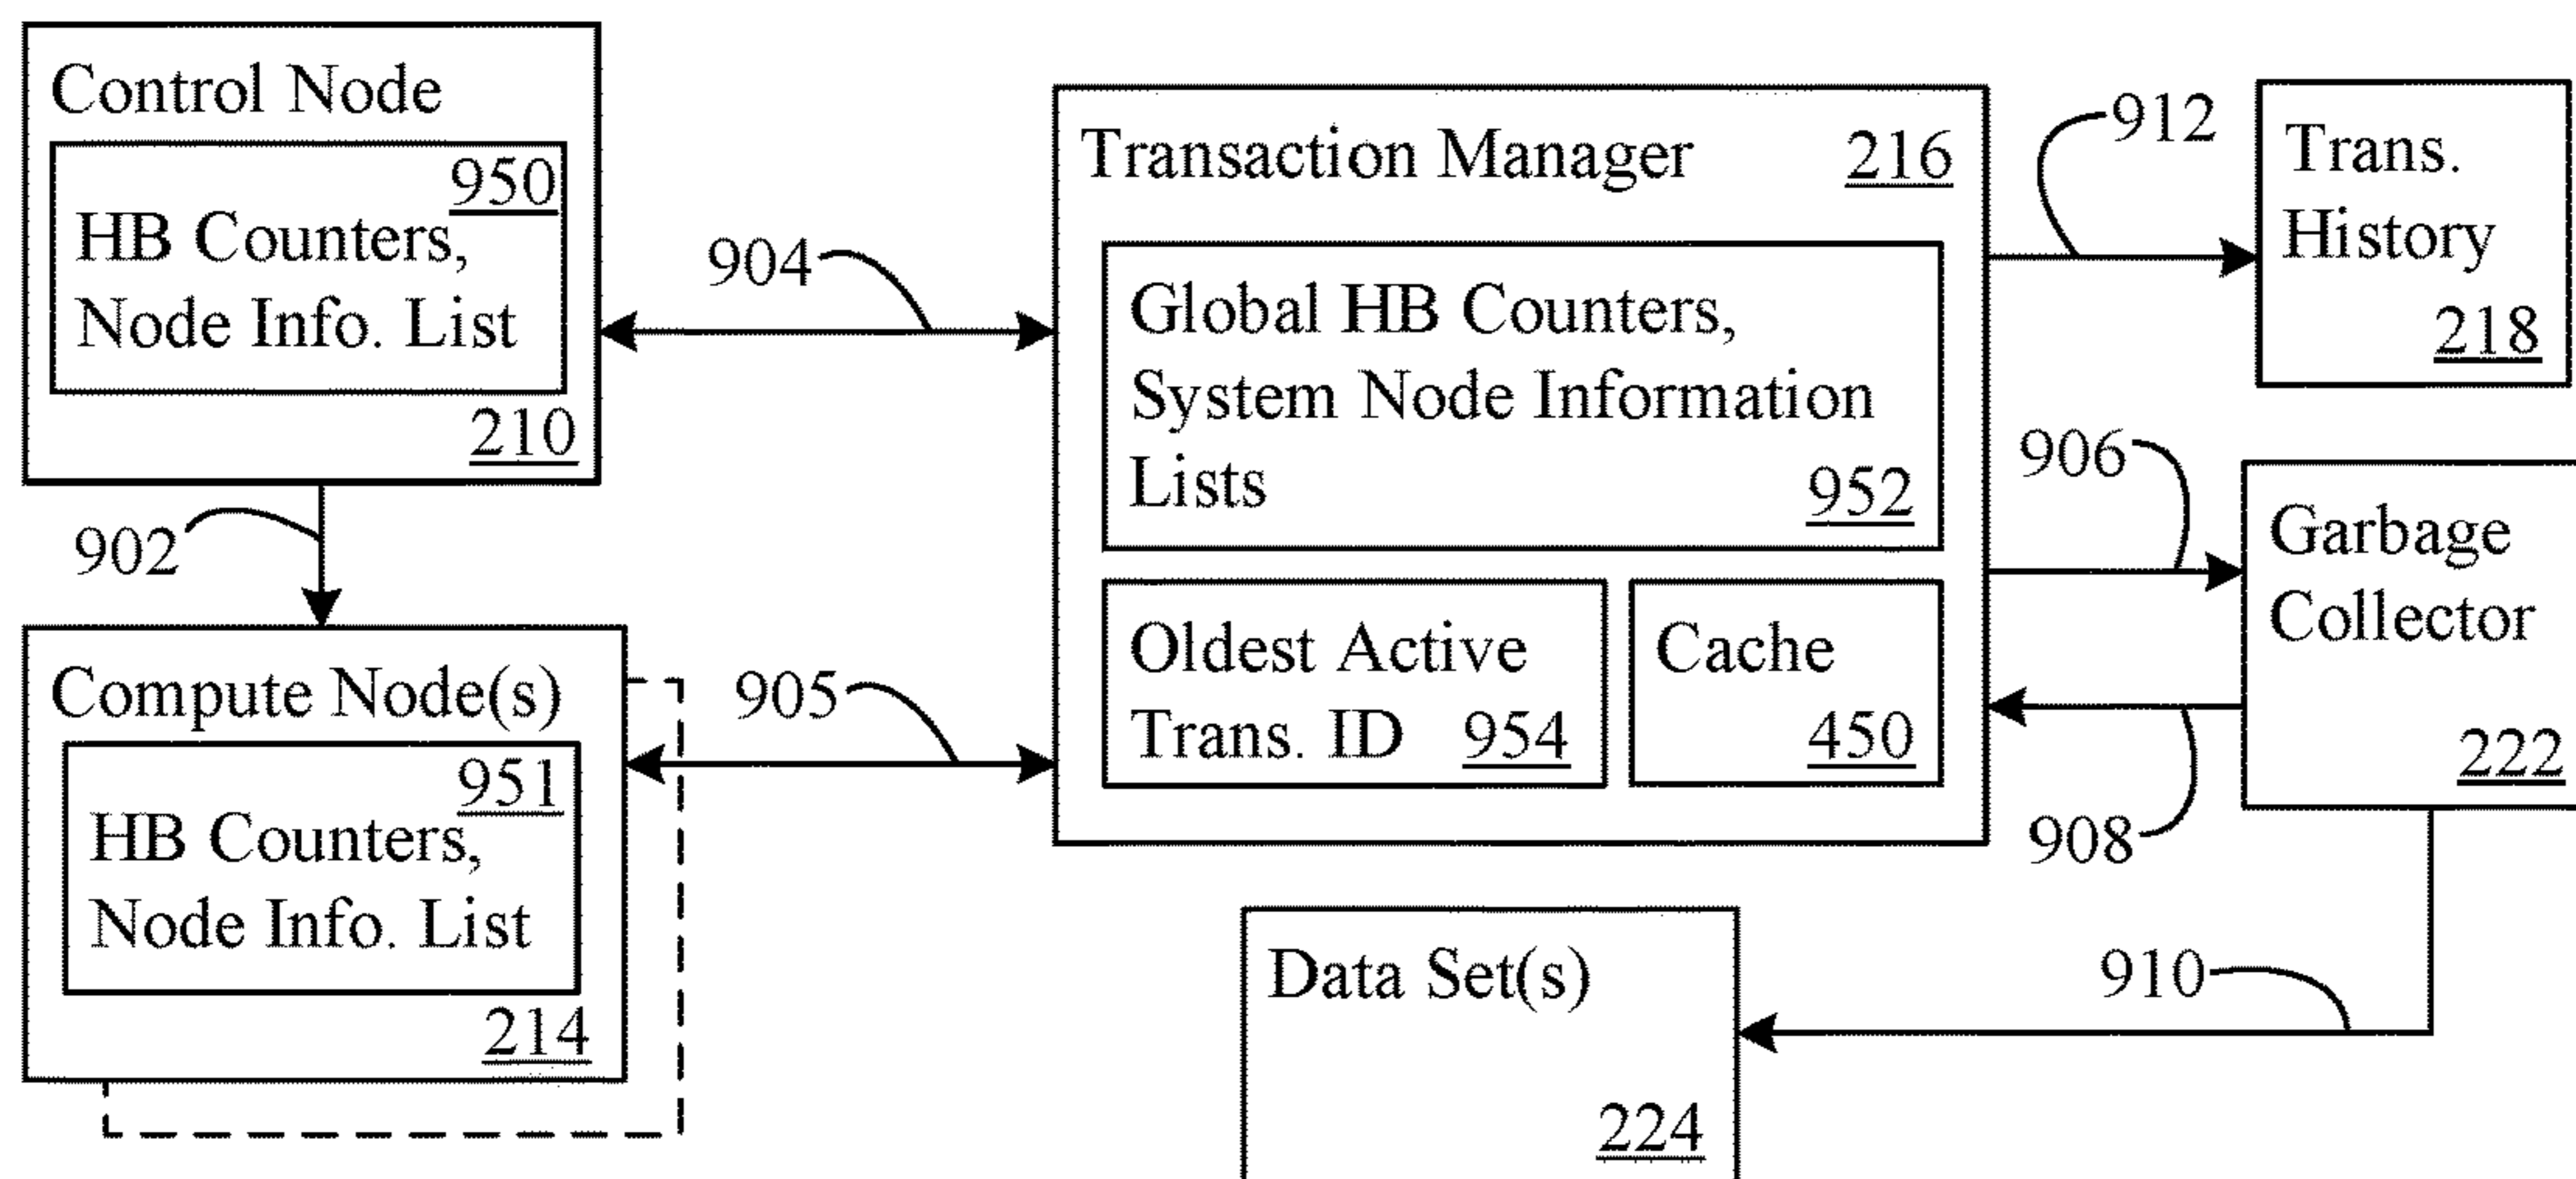 Control Node
950
HB Counters,
Node Info. List
210
902
Compute Node(s)
951
HB Counters,
Node Info. List
214
904
905
Transaction Manager 216
Global HB Counters,
System Node Information
Lists 952
Oldest Active
Trans. ID 954
Cache
450
912
Trans.
History
218
906
Garbage
Collector
222
908
910
Data Set(s)
224